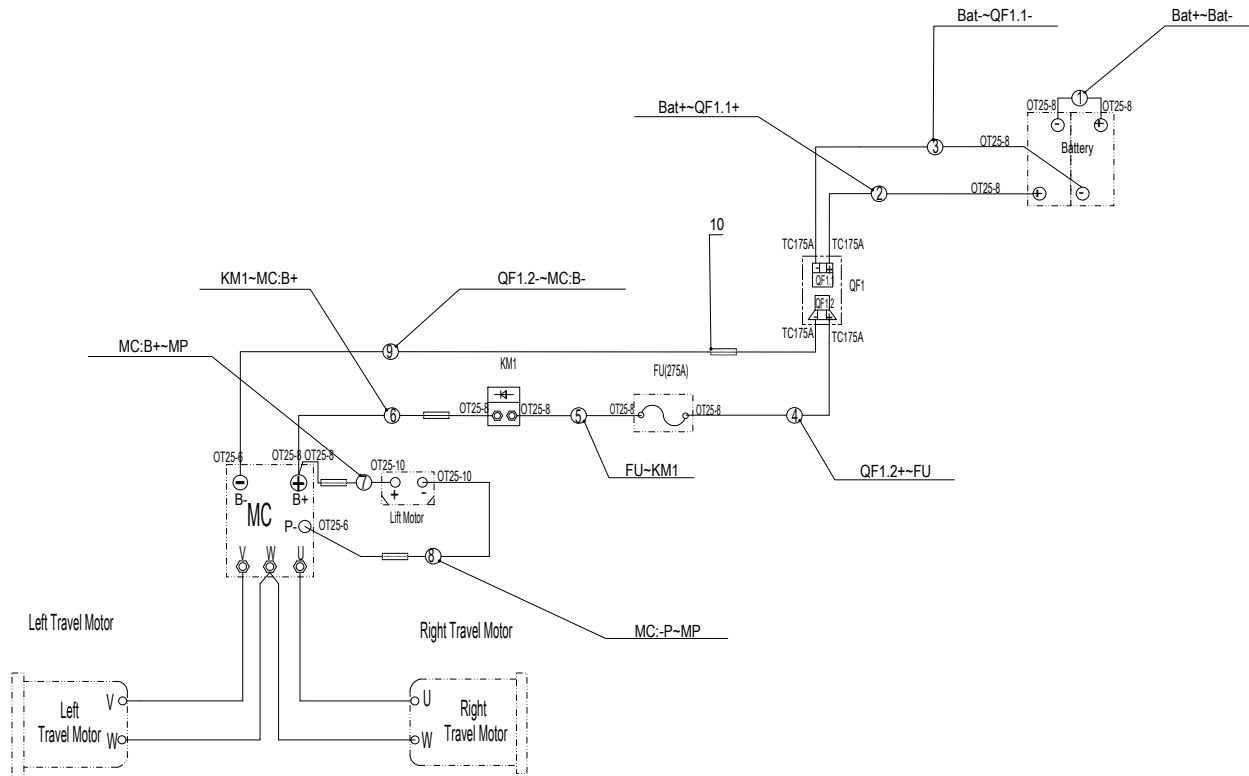 Bat-~QF1.1-
Bat+~Bat-
Bat+~QF1.1+
1
OT25-8
OT25-8
- +
Battery
3
OT25-8
2
OT25-8
+ -
10
TC175A TC175A
- +
QF1.1
QF1
QF1.2
- +
TC175A TC175A
KM1~MC:B+
QF1.2-~MC:B-
MC:B+~MP
9
KM1
FU(275A)
6
OT25-8
OT25-8
5
OT25-8
OT25-8
4
FU~KM1
QF1.2+~FU
OT25-6
OT25-8
OT25-8
7
OT25-10
OT25-10
- +
B- B+
+ -
Lift Motor
MC
P-
OT25-6
8
V W U
MC:-P~MP
Left Travel Motor
Right Travel Motor
V
Left
Travel Motor
W
U
Right
Travel Motor
W